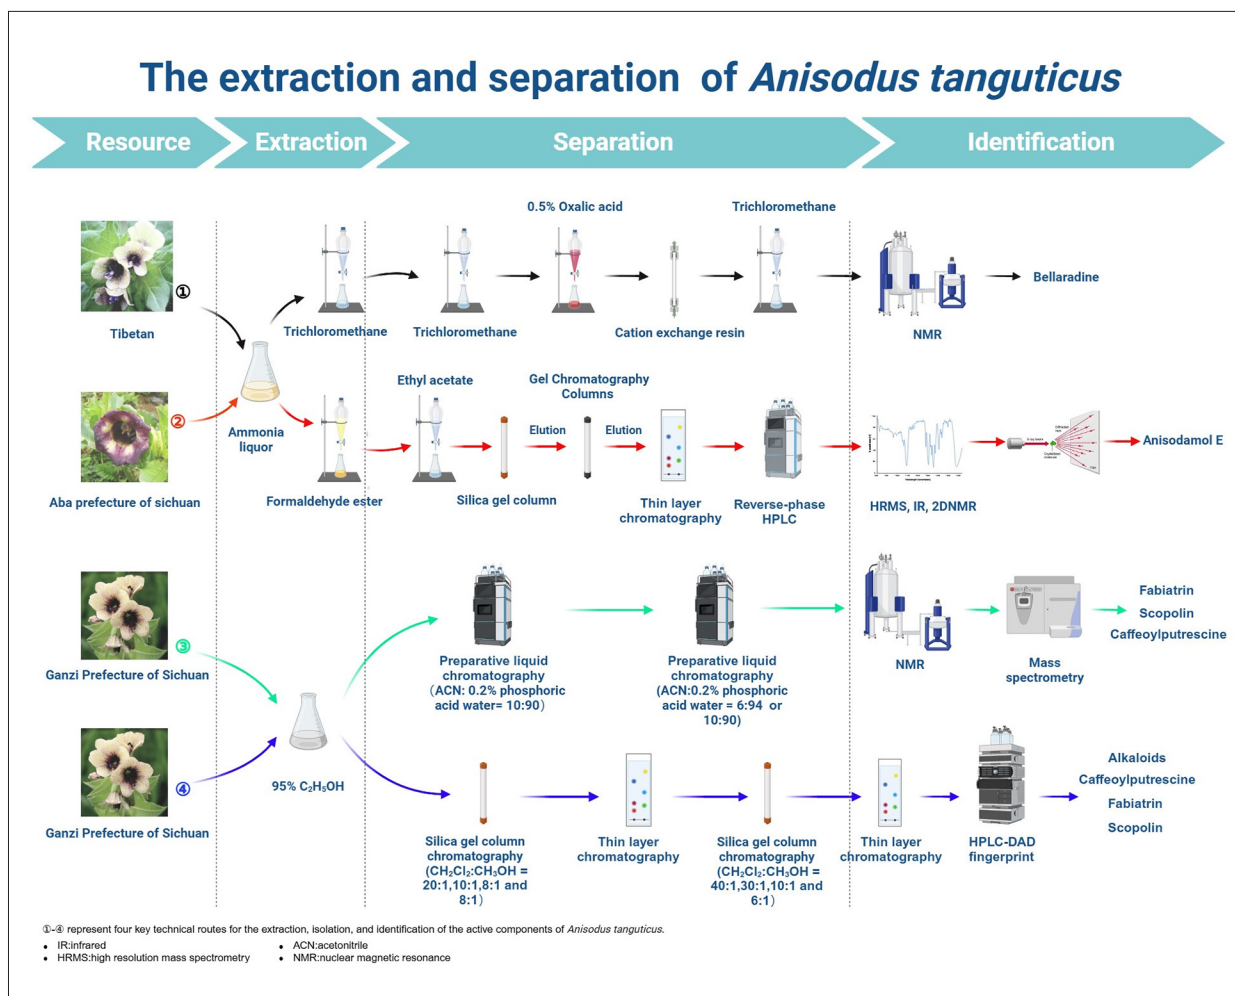 The extraction and separation of Anisodus tanguticus
Resource
Extraction
Separation
Identification
0.5% Oxalic acid
Trichloromethane
①
Tibetan
Trichloromethane
Trichloromethane
Cation exchange resin
NMR
Bellaradine
②
Aba prefecture of sichuan
Ammonia
liquor
Formaldehyde ester
Ethyl acetate
Silica gel column
Elution
Gel Chromatography
Columns
Elution
Thin layer
chromatography
Reverse-phase
HPLC
HRMS, IR, 2DNMR
Anisodamol E
③
Ganzi Prefecture of Sichuan
④
Ganzi Prefecture of Sichuan
95% C₂H₅OH
Preparative liquid
chromatography
(ACN: 0.2% phosphoric
acid water= 10:90)
Preparative liquid
chromatography
(ACN:0.2% phosphoric
acid water = 6:94 or
10:90)
NMR
Mass
spectrometry
Fabiatrin
Scopolin
Caffeoylputrescine
Silica gel column
chromatography
(CH₂Cl₂:CH₃OH =
20:1,10:1,8:1 and
8:1)
Thin layer
chromatography
Silica gel column
chromatography
(CH₂Cl₂:CH₃OH =
40:1,30:1,10:1 and
6:1)
Thin layer
chromatography
HPLC-DAD
fingerprint
Alkaloids
Caffeoylputrescine
Fabiatrin
Scopolin
①-④ represent four key technical routes for the extraction, isolation, and identification of the active components of Anisodus tanguticus.
• IR:infrared
• ACN:acetonitrile
• HRMS:high resolution mass spectrometry
• NMR:nuclear magnetic resonance